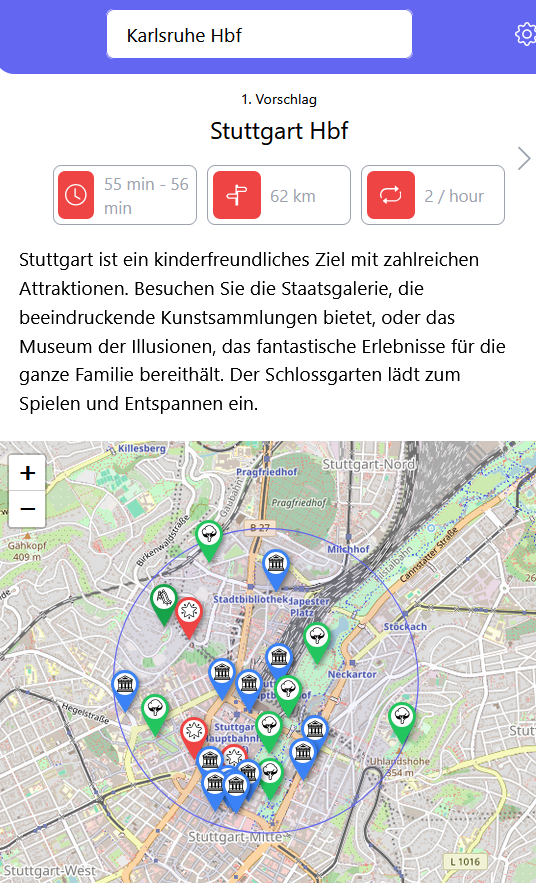 Karlsruhe Hbf
1. Vorschlag
Stuttgart Hbf
55 min - 56
min
62 km
2 / hour
Stuttgart ist ein kinderfreundliches Ziel mit zahlreichen
Attraktionen. Besuchen Sie die Staatsgalerie, die
beeindruckende Kunstsammlungen bietet, oder das
Museum der Illusionen, das fantastische Erlebnisse für die
ganze Familie bereithält. Der Schlossgarten lädt zum
Spielen und Entspannen ein.
Killesberg
+
−
Stuttgart-Nord
Pragfriedhof
Pragfriedhof
B 27
Birkenwaldstraße
Gähkopf
409 m
Milchhof
Cannstatter Straße
Stadtbibliothek
Platz
Stöckach
Neckartor
Hegelstraße
Stuttgart
Hauptbahnh
Uhlandshöhe
354 m
Stutt
Stuttgart-Mitte
L 1016
Stuttgart-West